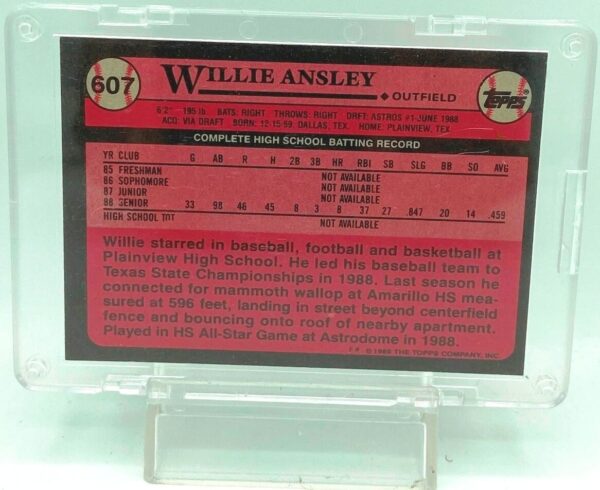 607
WILLIE ANSLEY
◆OUTFIELD
TOPPS®
6'2" 195 lb. BATS: RIGHT THROWS: RIGHT DRFT: ASTROS #1-JUNE 1988
ACQ: VIA DRAFT BORN: 12-15-69, DALLAS, TEX. HOME: PLAINVIEW, TEX
COMPLETE HIGH SCHOOL BATTING RECORD
YR CLUB G AB R H 2B 3B HR RBI SB SLG BB SO AVG
85 FRESHMAN NOT AVAILABLE
86 SOPHOMORE NOT AVAILABLE
87 JUNIOR NOT AVAILABLE
88 SENIOR 33 98 46 45 8 3 8 37 27 .847 20 14 .459
HIGH SCHOOL TOT NOT AVAILABLE
Willie starred in baseball, football and basketball at
Plainview High School. He led his baseball team to
Texas State Championships in 1988. Last season he
connected for mammoth wallop at Amarillo HS mea-
sured at 596 feet, landing in street beyond centerfield
fence and bouncing onto roof of nearby apartment.
Played in HS All-Star Game at Astrodome in 1988.
© 1989 THE TOPPS COMPANY, INC.